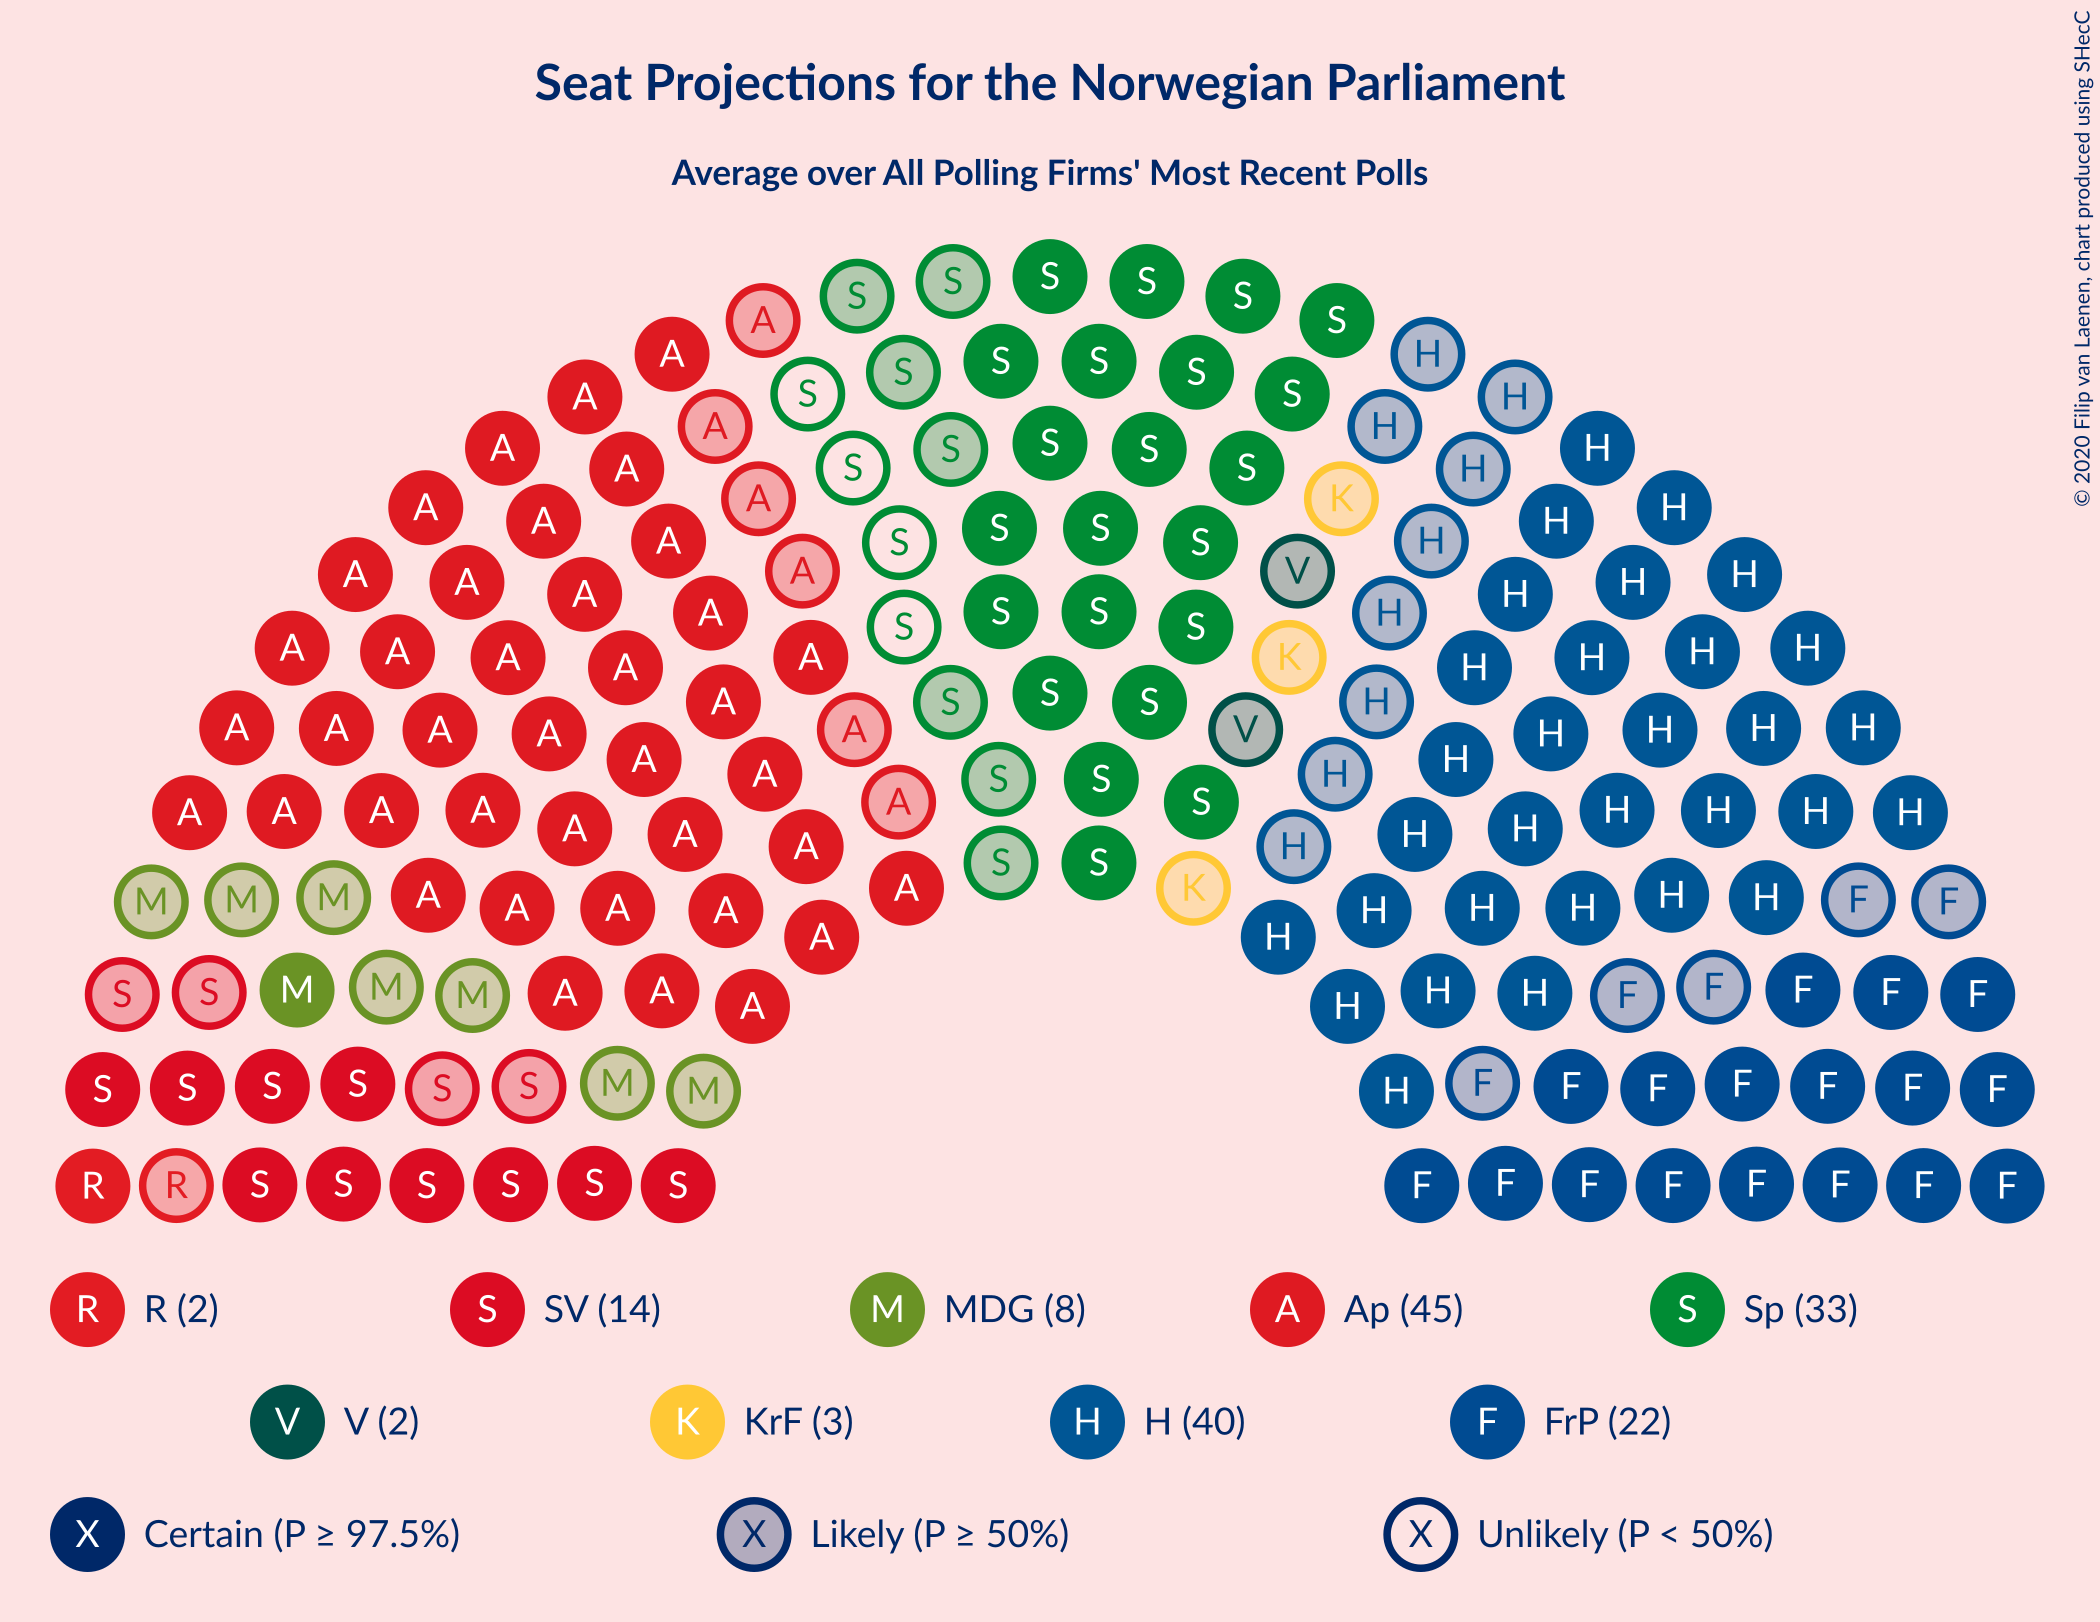 Seat Projections for the Norwegian Parliament
Average over All Polling Firms' Most Recent Polls
© 2020 Filip van Laenen, chart produced using SHecC
S S S S S
A S
A S S S S H
A S S H
A A S S S H H
A S S H
A A K H
A A S S S S H H
A A A A V H H H
A S S S S H
A A A A A K H H H H
A S S S H
A A A A A V H H H H
A A S S H H
A A A A A A A S H H H H H H
A S S H
M M M A A A A A K H H H H H F F
A H
S S M M M A A A H H H F F F F F
S S S S S S M M H F F F F F F F
R R S S S S S S F F F F F F F F
R R (2) S SV (14) M MDG (8) A Ap (45) S Sp (33)
V V (2) K KrF (3) H H (40) F FrP (22)
X Certain (P ≥ 97.5%) X Likely (P ≥ 50%) X Unlikely (P < 50%)